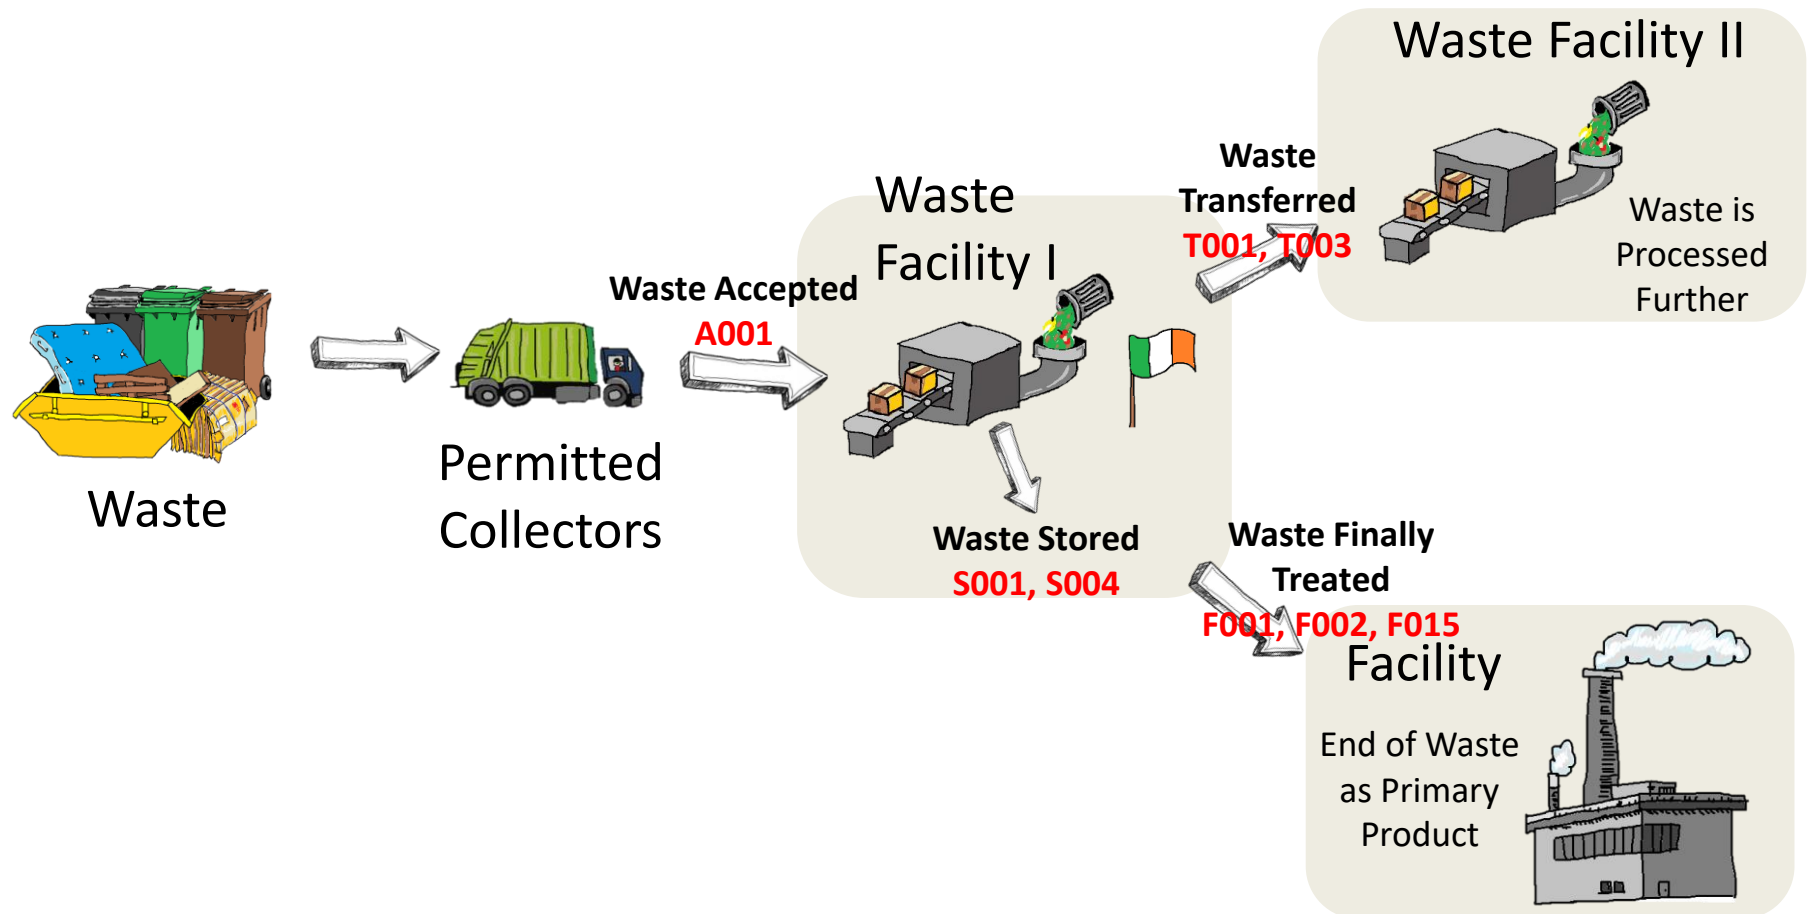 Waste
Permitted
Collectors
Waste Accepted
A001
Waste
Facility I
Waste Stored
S001, S004
Waste
Transferred
T001, T003
Waste Facility II
Waste is
Processed
Further
Waste Finally
Treated
F001, F002, F015
Facility
End of Waste
as Primary
Product